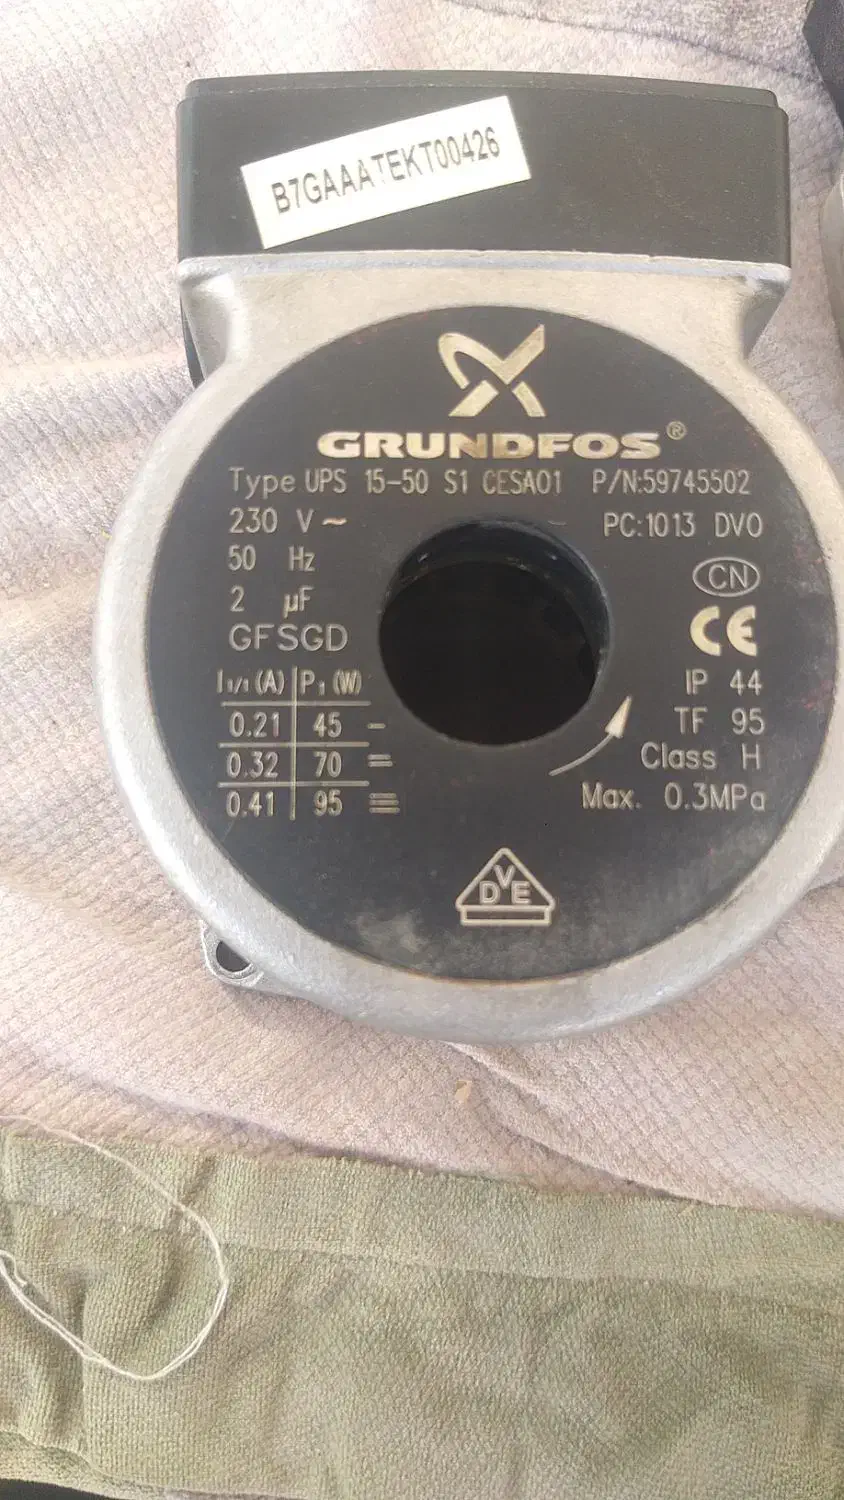 B7GAAATEKT00426
GRUNDFOS®
Type UPS 15-50 S1 CESA01 P/N:59745502
230 V~ PC:1013 DVO
50 Hz
2 µF
GFSGD
CN
CE
I1/1 (A) P1 (W)
0.21 45
0.32 70
0.41 95
IP 44
TF 95
Class H
Max. 0.3MPa
DVE